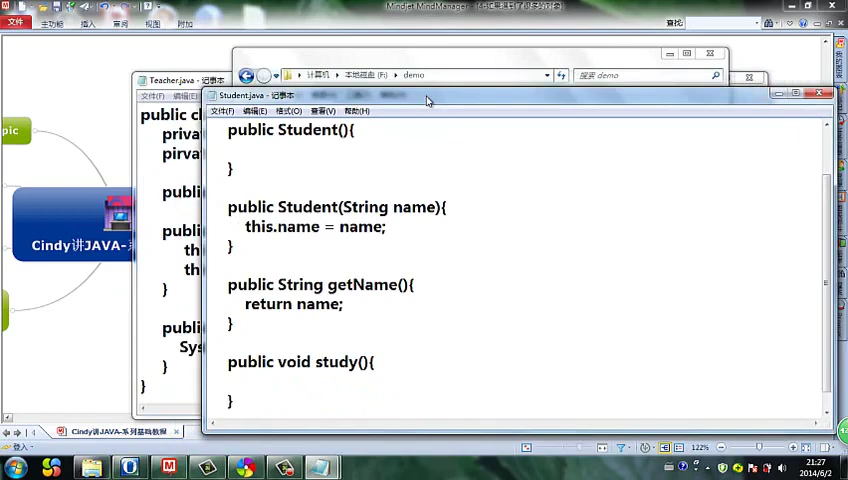 Mindjet MindManager
文件
主功能
插入
审阅
视图
附加
查找:
计算机 本地磁盘 (F:) demo
搜索 demo
Teacher.java - 记事本
文件(F) 编辑(E)
public c
priva
pirva
publi
publi
th
th
}
publi
Sys
}
}
pic
Cindy讲JAVA-系
Student.java - 记事本
文件(F) 编辑(E) 格式(O) 查看(V) 帮助(H)
public Student(){
}
public Student(String name){
this.name = name;
}
public String getName(){
return name;
}
public void study(){
}
Cindy讲JAVA-系列基础教程
登入
122%
21:27
2014/6/2